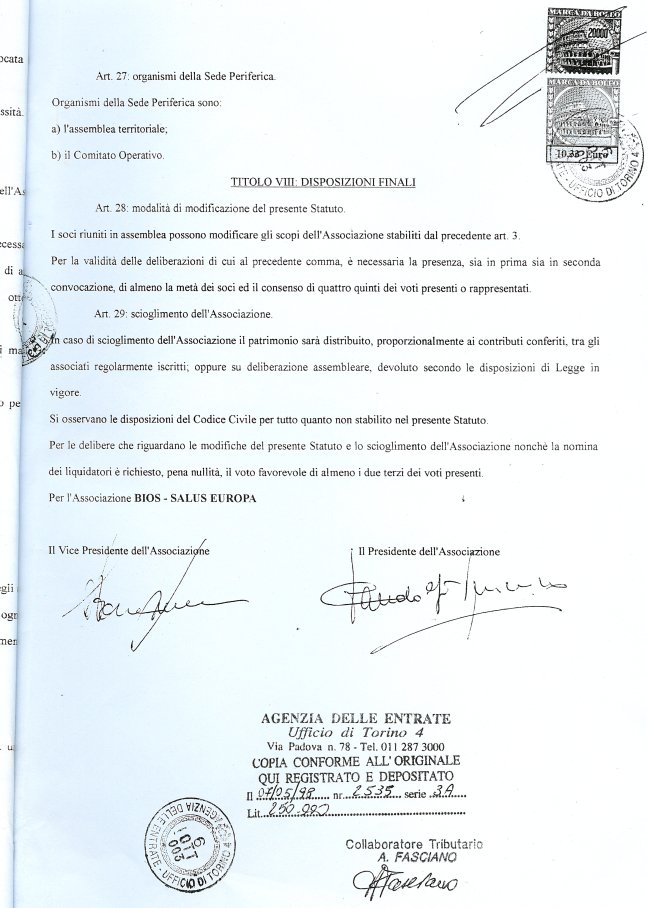 MARCA DA BOLLO
20000
MARCA DA BOLLO
10,33 Euro
UFFICIO DI TORINO 4
ocata
ssità.
ell'As
cessa
di a
otte
i ma
o pe
egli
ogn
mer
u
Art. 27: organismi della Sede Periferica.
Organismi della Sede Periferica sono:
a) l'assemblea territoriale;
b) il Comitato Operativo.
TITOLO VIII: DISPOSIZIONI FINALI
Art. 28: modalità di modificazione del presente Statuto.
I soci riuniti in assemblea possono modificare gli scopi dell'Associazione stabiliti dal precedente art. 3.
Per la validità delle deliberazioni di cui al precedente comma, è necessaria la presenza, sia in prima sia in seconda
convocazione, di almeno la metà dei soci ed il consenso di quattro quinti dei voti presenti o rappresentati.
Art. 29: scioglimento dell'Associazione.
In caso di scioglimento dell'Associazione il patrimonio sarà distribuito, proporzionalmente ai contributi conferiti, tra gli
associati regolarmente iscritti; oppure su deliberazione assembleare, devoluto secondo le disposizioni di Legge in
vigore.
Si osservano le disposizioni del Codice Civile per tutto quanto non stabilito nel presente Statuto.
Per le delibere che riguardano le modifiche del presente Statuto e lo scioglimento dell'Associazione nonchè la nomina
dei liquidatori è richiesto, pena nullità, il voto favorevole di almeno i due terzi dei voti presenti.
Per l'Associazione BIOS - SALUS EUROPA
Il Vice Presidente dell'Associazione
Il Presidente dell'Associazione
AGENZIA DELLE ENTRATE
Ufficio di Torino 4
Via Padova n. 78 - Tel. 011 287 3000
COPIA CONFORME ALL'ORIGINALE
QUI REGISTRATO E DEPOSITATO
Il 07/05/98 nr. 2535 serie 3A
Lit. 250.000
Collaboratore Tributario
A. FASCIANO
AGENZIA DELLE ENTRATE - UFFICIO DI TORINO 4